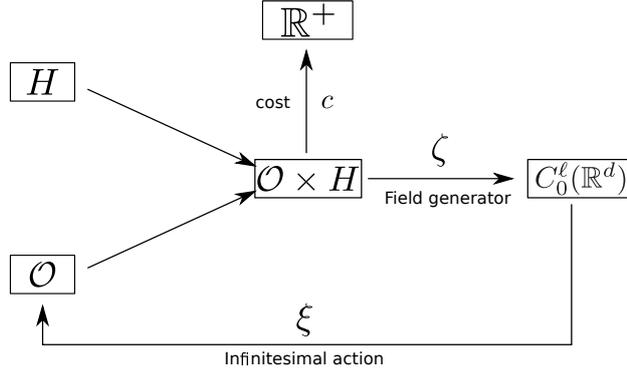 ℝ⁺
H
cost c
ζ
𝒪 × H
C₀^ℓ(ℝ^d)
Field generator
𝒪
ξ
Infinitesimal action